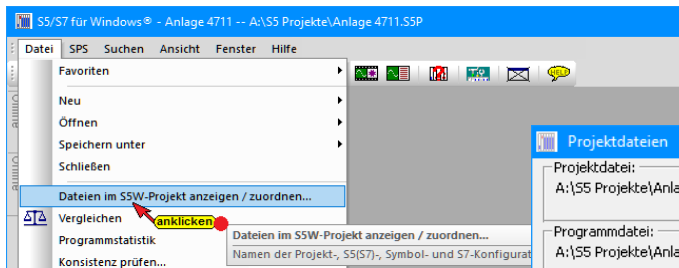 S5/S7 für Windows® - Anlage 4711 -- A:\S5 Projekte\Anlage 4711.S5P
Datei SPS Suchen Ansicht Fenster Hilfe
Favoriten
HELP
Neu
Öffnen
Speichern unter
Schließen
Dateien im S5W-Projekt anzeigen / zuordnen...
Vergleichen
anklicken
Programmstatistik
Konsistenz prüfen...
Dateien im S5W-Projekt anzeigen / zuordnen...
Namen der Projekt-, S5(S7)-, Symbol- und S7-Konfigurat
Projektdateien
Projektdatei:
A:\S5 Projekte\Anla
Programmdatei:
A:\S5 Projekte\Anla